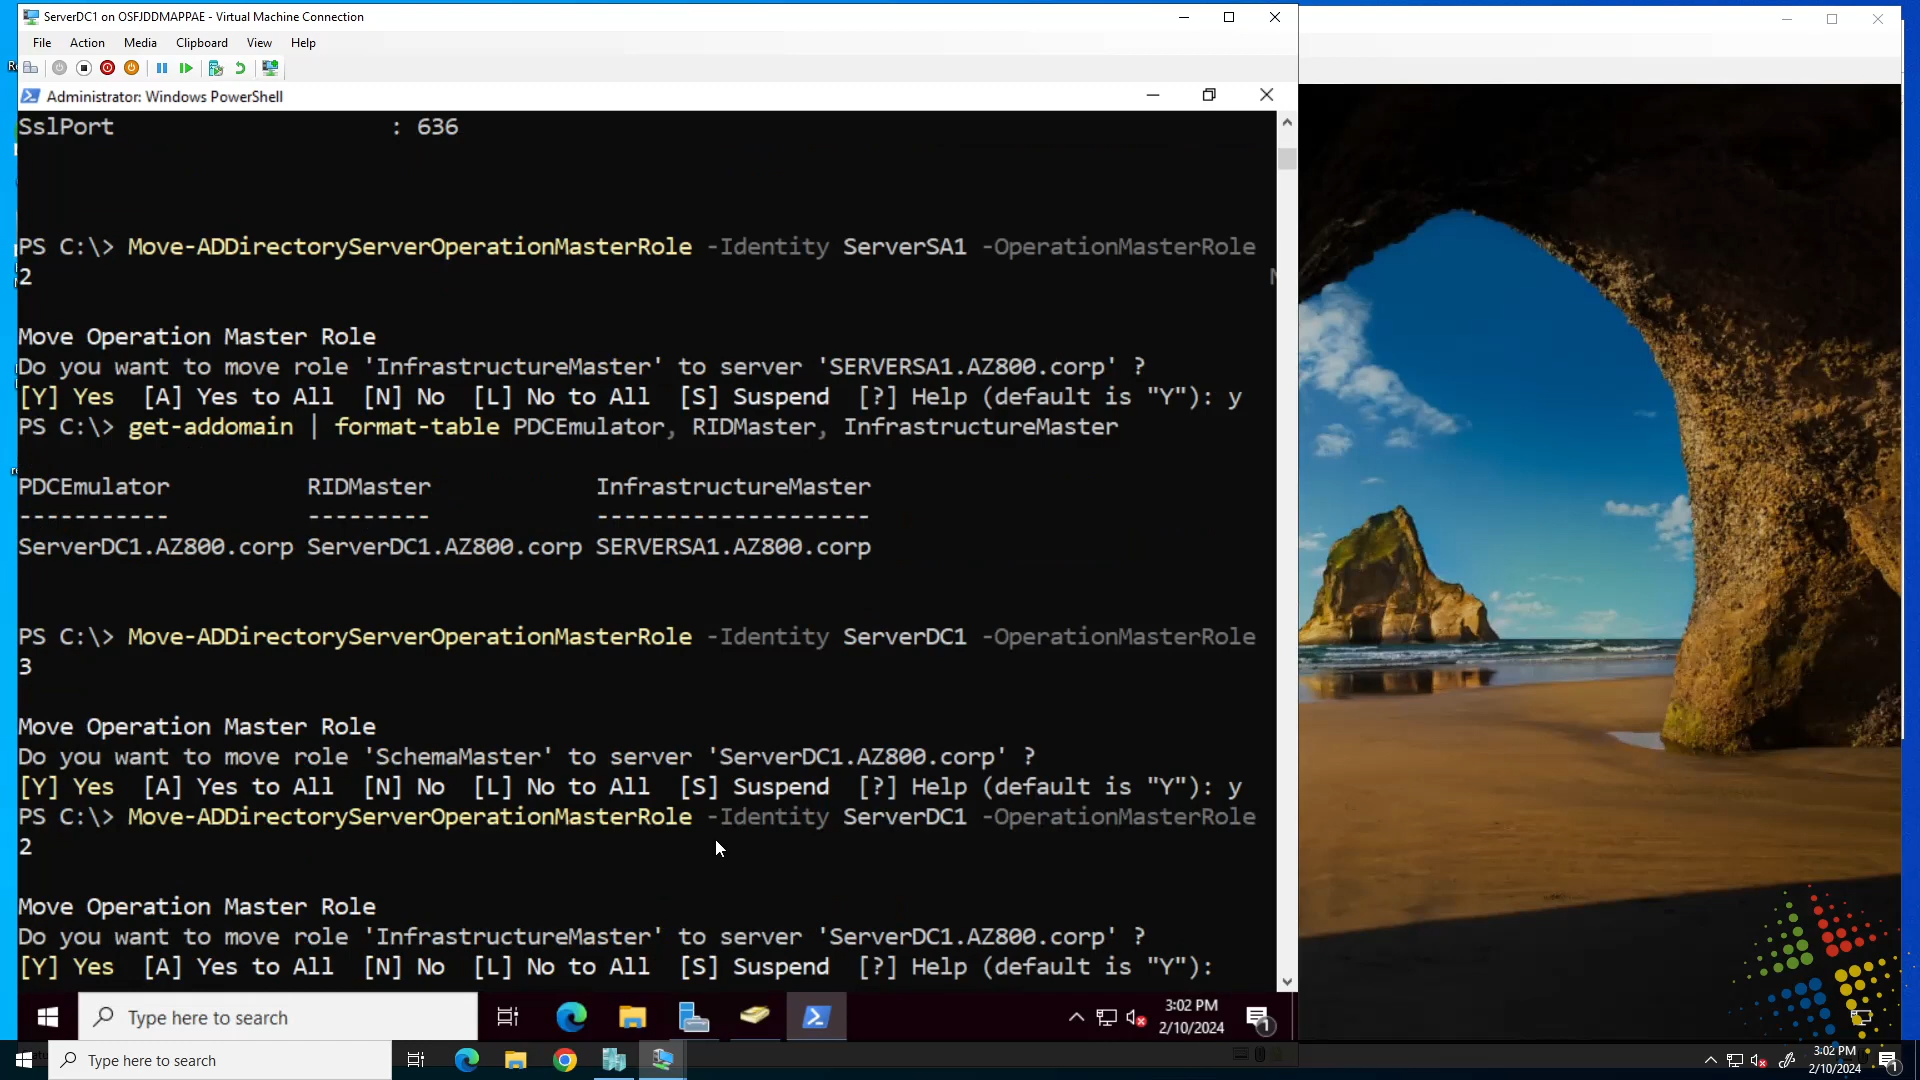 ServerDC1 on OSFJDDMAPPAE - Virtual Machine Connection
File Action Media Clipboard View Help
Administrator: Windows PowerShell
SslPort : 636
PS C:\> Move-ADDirectoryServerOperationMasterRole -Identity ServerSA1 -OperationMasterRole
2
Move Operation Master Role
Do you want to move role 'InfrastructureMaster' to server 'SERVERSA1.AZ800.corp' ?
[Y] Yes [A] Yes to All [N] No [L] No to All [S] Suspend [?] Help (default is "Y"): y
PS C:\> get-addomain | format-table PDCEmulator, RIDMaster, InfrastructureMaster
PDCEmulator RIDMaster InfrastructureMaster
----------- --------- --------------------
ServerDC1.AZ800.corp ServerDC1.AZ800.corp SERVERSA1.AZ800.corp
PS C:\> Move-ADDirectoryServerOperationMasterRole -Identity ServerDC1 -OperationMasterRole
3
Move Operation Master Role
Do you want to move role 'SchemaMaster' to server 'ServerDC1.AZ800.corp' ?
[Y] Yes [A] Yes to All [N] No [L] No to All [S] Suspend [?] Help (default is "Y"): y
PS C:\> Move-ADDirectoryServerOperationMasterRole -Identity ServerDC1 -OperationMasterRole
2
Move Operation Master Role
Do you want to move role 'InfrastructureMaster' to server 'ServerDC1.AZ800.corp' ?
[Y] Yes [A] Yes to All [N] No [L] No to All [S] Suspend [?] Help (default is "Y"):
Type here to search
3:02 PM
2/10/2024
1
Type here to search
3:02 PM
2/10/2024
1